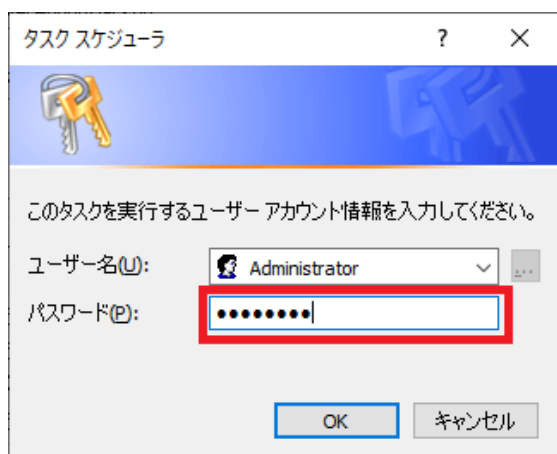 タスク スケジューラ
?
このタスクを実行するユーザー アカウント情報を入力してください。
ユーザー名(U):
Administrator
...
パスワード(P):
●●●●●●●●
OK
キャンセル